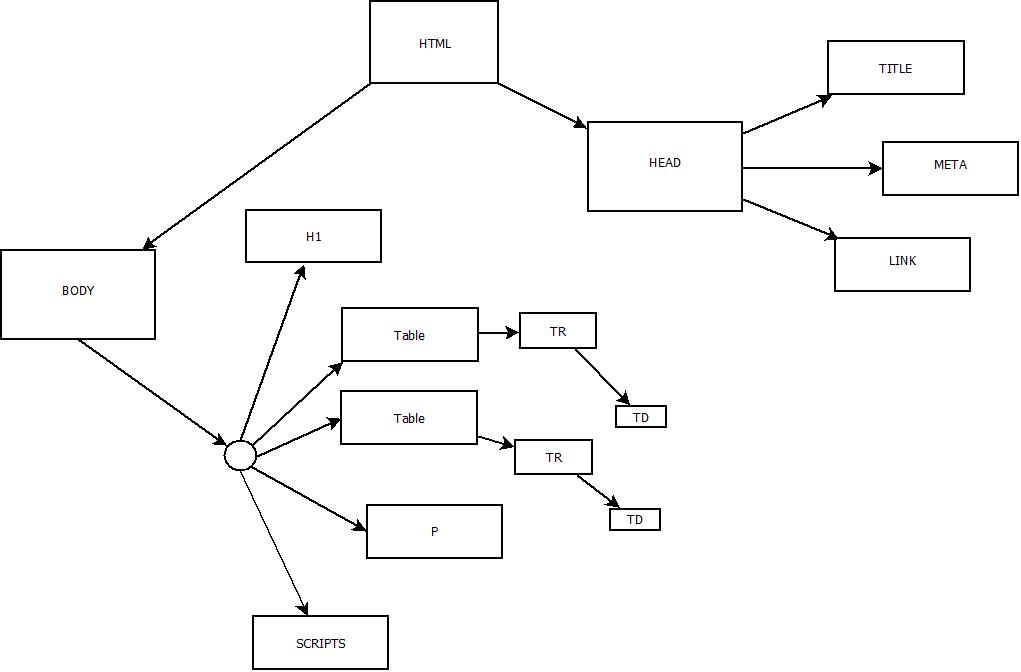 HTML
TITLE
HEAD
META
H1
LINK
BODY
Table
TR
Table
TD
TR
TD
P
SCRIPTS